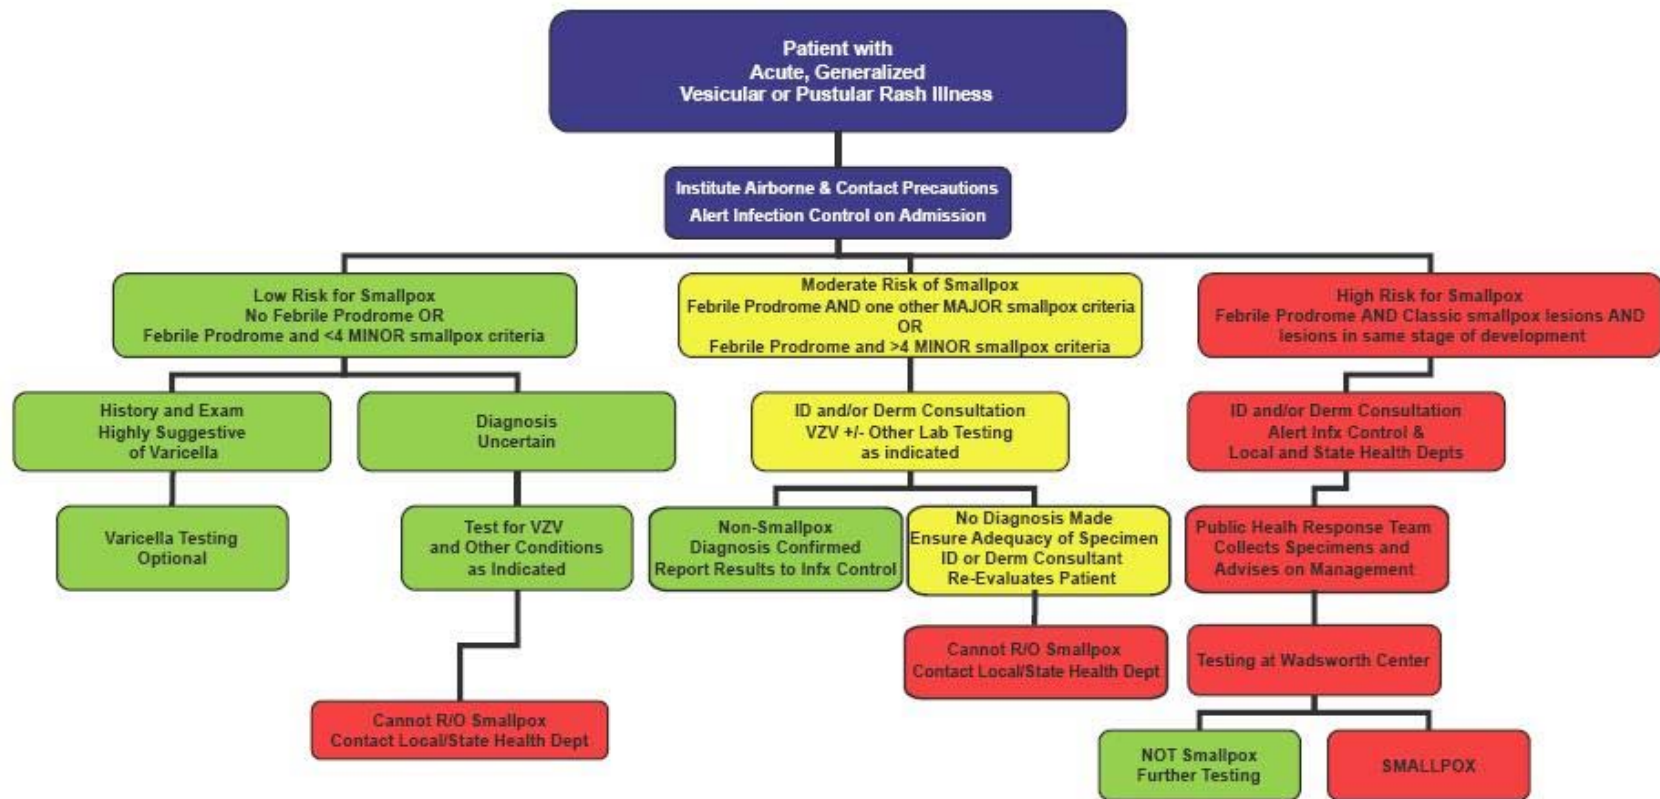 Patient with
Acute, Generalized
Vesicular or Pustular Rash Illness
Institute Airborne & Contact Precautions
Alert Infection Control on Admission
Low Risk for Smallpox
No Febrile Prodrome OR
Febrile Prodrome and <4 MINOR smallpox criteria
Moderate Risk of Smallpox
Febrile Prodrome AND one other MAJOR smallpox criteria
OR
Febrile Prodrome and >4 MINOR smallpox criteria
High Risk for Smallpox
Febrile Prodrome AND Classic smallpox lesions AND
lesions in same stage of development
History and Exam
Highly Suggestive
of Varicella
Diagnosis
Uncertain
ID and/or Derm Consultation
VZV +/- Other Lab Testing
as indicated
ID and/or Derm Consultation
Alert Infx Control &
Local and State Health Depts
Varicella Testing
Optional
Test for VZV
and Other Conditions
as Indicated
Non-Smallpox
Diagnosis Confirmed
Report Results to Infx Control
No Diagnosis Made
Ensure Adequacy of Specimen
ID or Derm Consultant
Re-Evaluates Patient
Public Healh Response Team
Collects Specimens and
Advises on Management
Cannot R/O Smallpox
Contact Local/State Health Dept
Cannot R/O Smallpox
Contact Local/State Health Dept
Testing at Wadsworth Center
NOT Smallpox
Further Testing
SMALLPOX